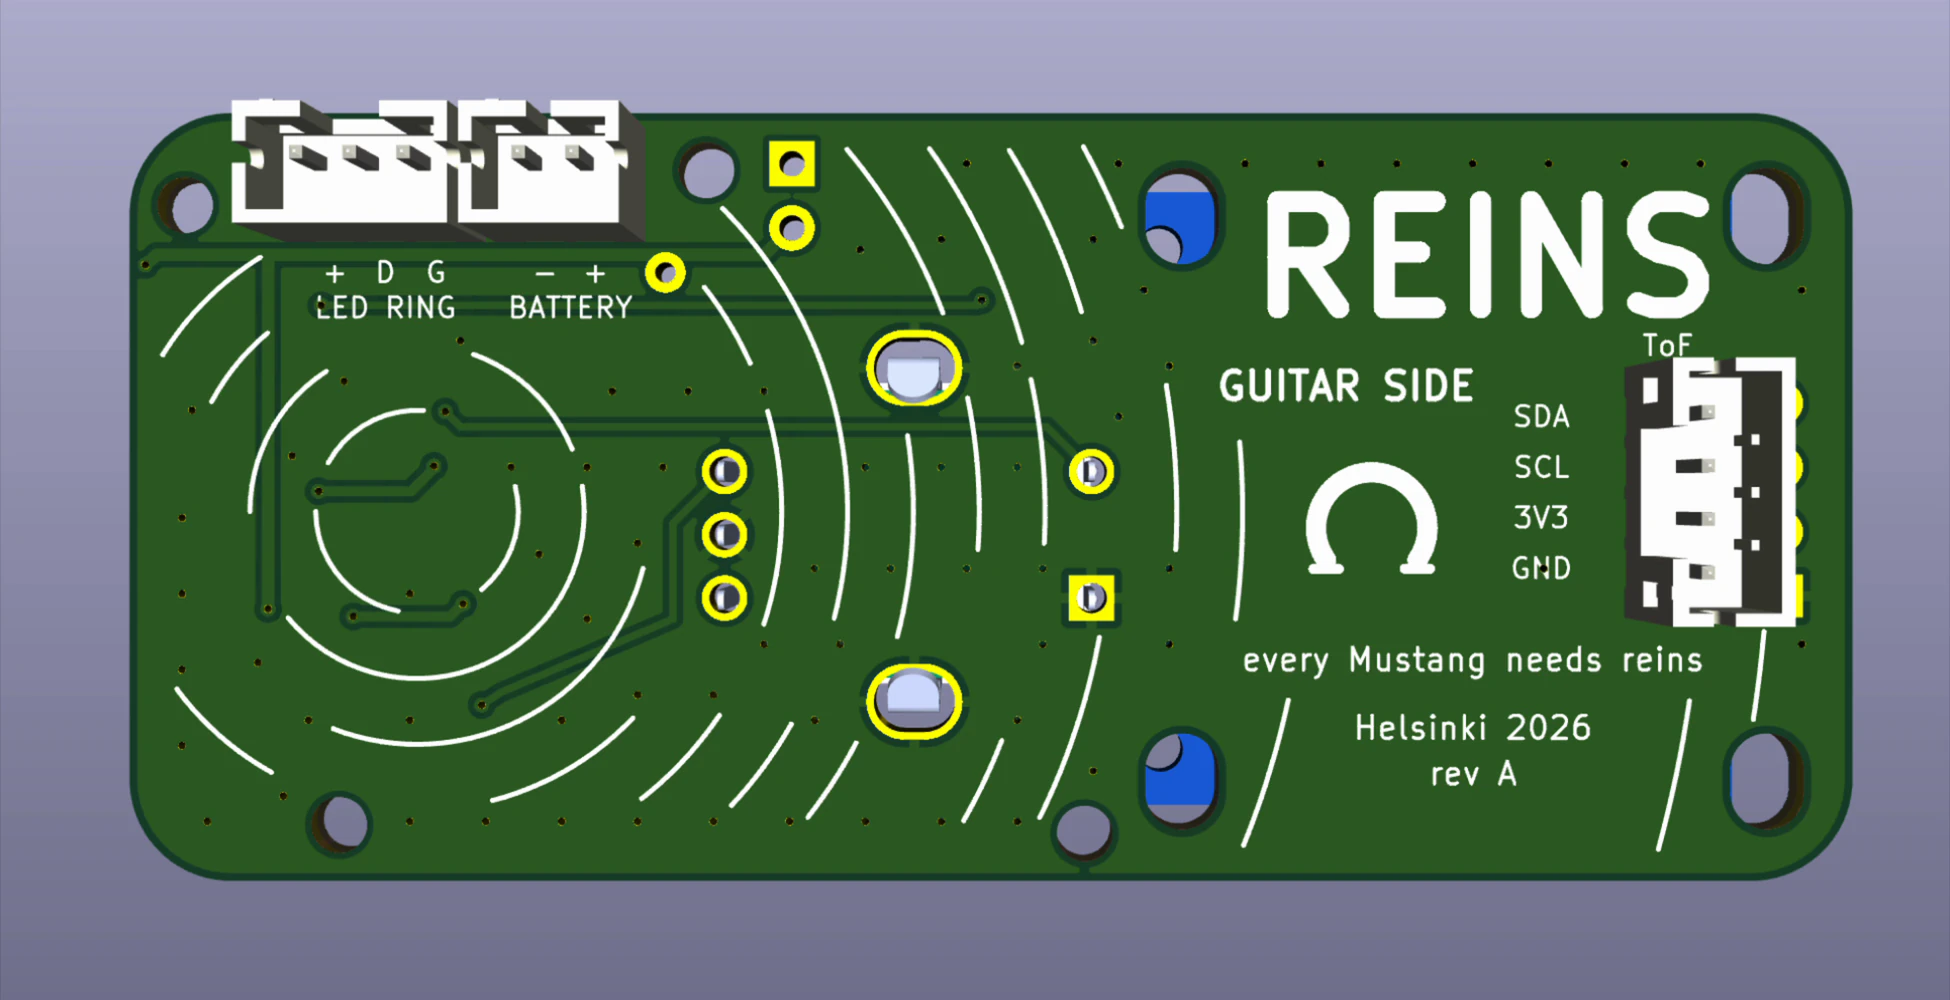 REINS
+ D G
LED RING
− +
BATTERY
ToF
GUITAR SIDE
SDA
SCL
3V3
GND
Ω
every Mustang needs reins
Helsinki 2026
rev A